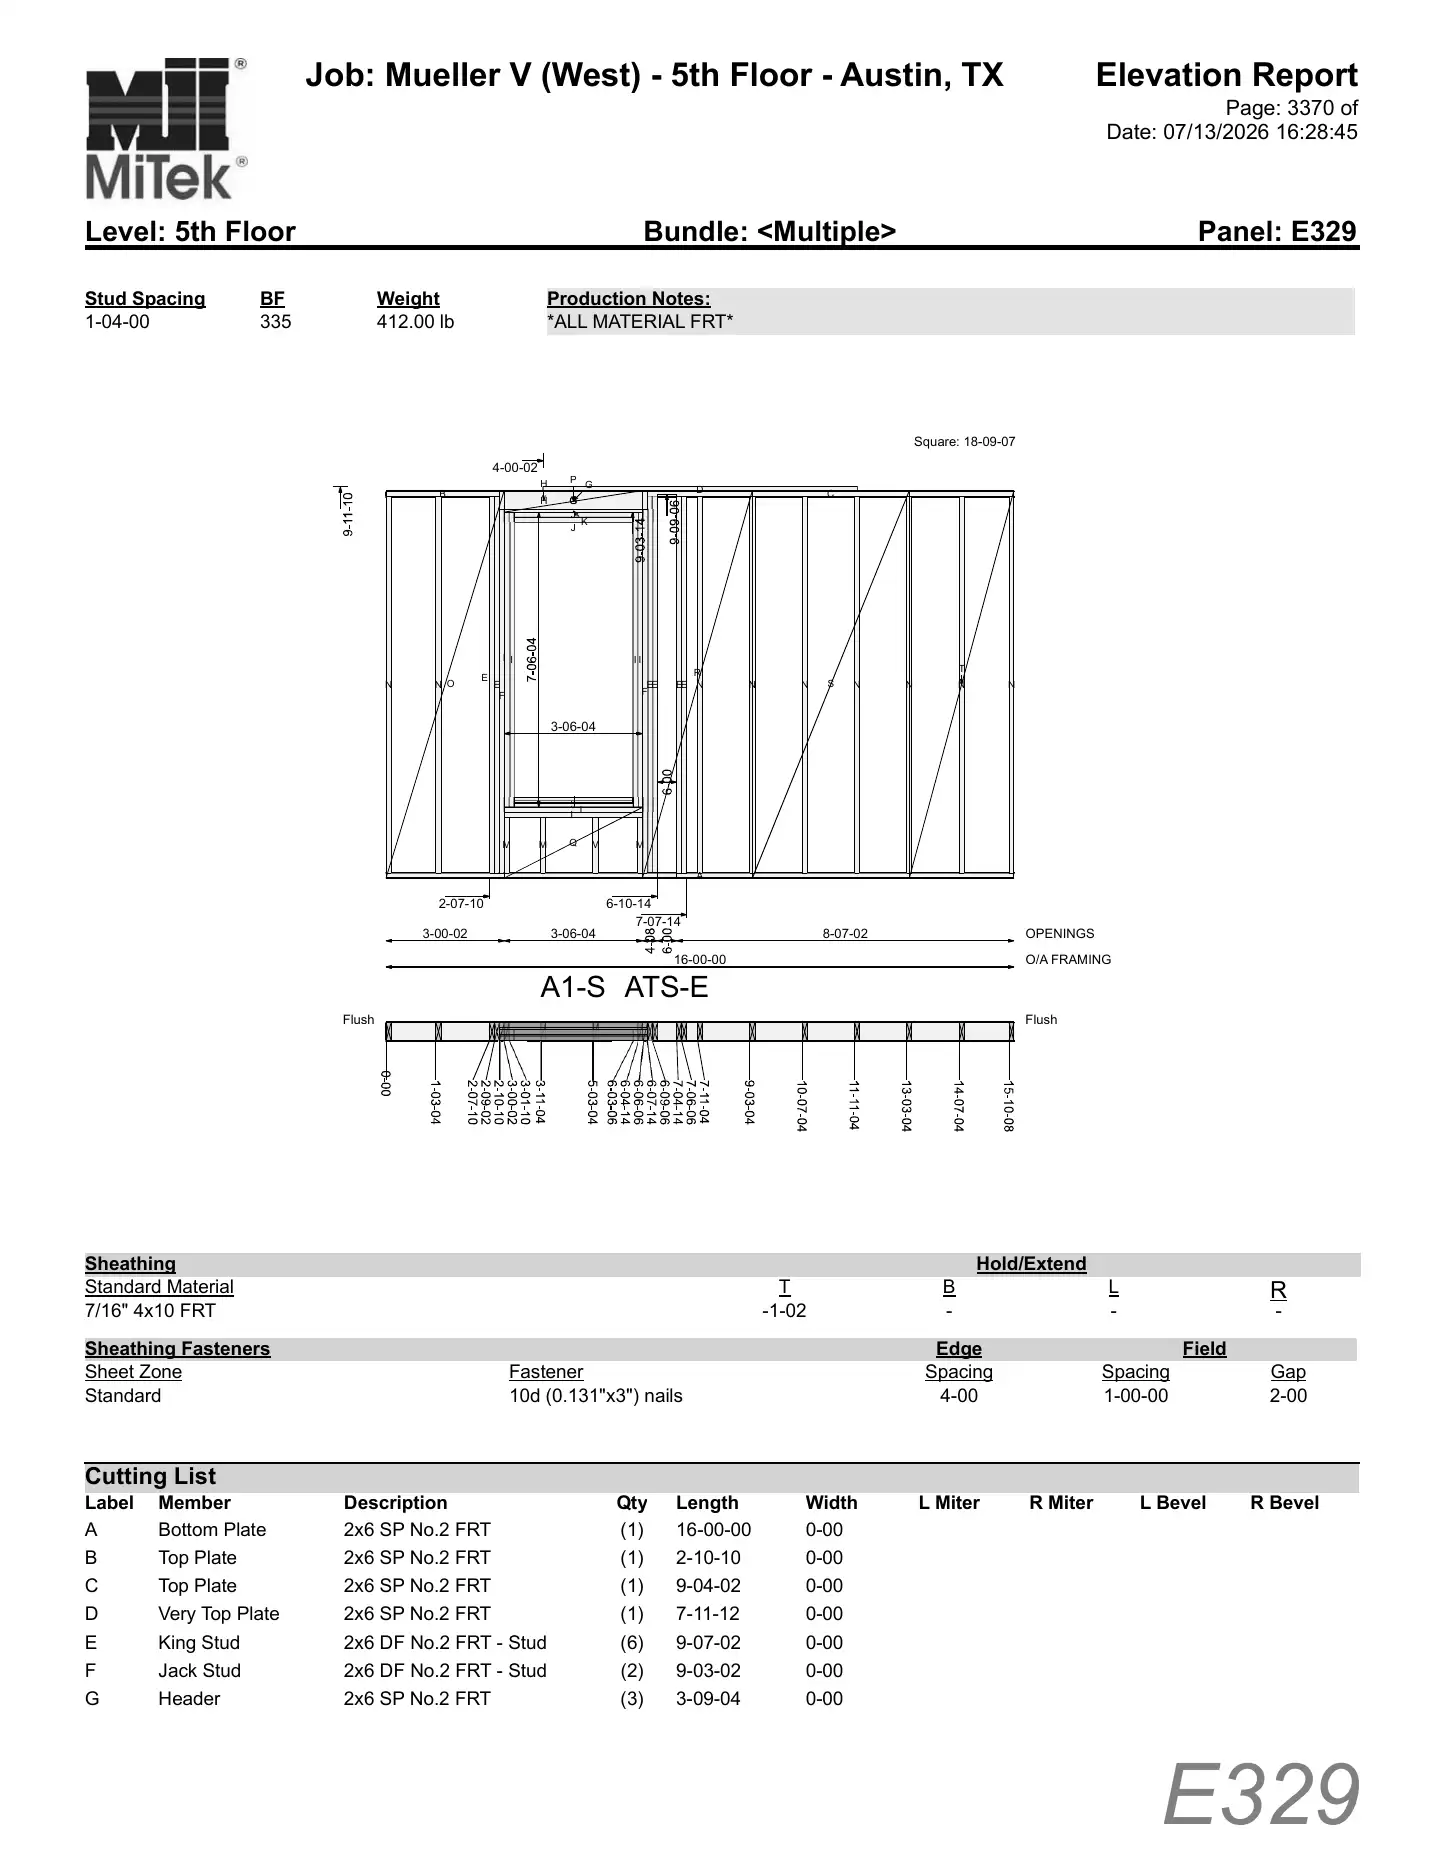 MiTek®
Job: Mueller V (West) - 5th Floor - Austin, TX
Elevation Report
Page: 3370 of
Date: 07/13/2026 16:28:45
Level: 5th Floor Bundle: <Multiple> Panel: E329
Stud Spacing BF Weight Production Notes:
1-04-00 335 412.00 lb *ALL MATERIAL FRT*
Square: 18-09-07
4-00-02
9-11-10
H P G
B H G D C
K
J
9-03-14
9-09-06
7-06-04
I I I
N N O E E F F E E R N N N S N N T N N
3-06-04
6-00
I
M M Q M
A
2-07-10 6-10-14
7-07-14
3-00-02 3-06-04 4-08 6-00 8-07-02 OPENINGS
16-00-00 O/A FRAMING
A1-S ATS-E
Flush Flush
0-00 1-03-04 2-07-10 2-09-02 2-10-10 3-00-02 3-01-10 3-11-04 5-03-04 6-03-06 6-04-14 6-06-06 6-07-14 6-09-06 7-04-14 7-06-06 7-11-04 9-03-04 10-07-04 11-11-04 13-03-04 14-07-04 15-10-08
Sheathing Hold/Extend
Standard Material T B L R
7/16" 4x10 FRT -1-02 - - -
Sheathing Fasteners Edge Field
Sheet Zone Fastener Spacing Spacing Gap
Standard 10d (0.131"x3") nails 4-00 1-00-00 2-00
Cutting List
Label Member Description Qty Length Width L Miter R Miter L Bevel R Bevel
A Bottom Plate 2x6 SP No.2 FRT (1) 16-00-00 0-00
B Top Plate 2x6 SP No.2 FRT (1) 2-10-10 0-00
C Top Plate 2x6 SP No.2 FRT (1) 9-04-02 0-00
D Very Top Plate 2x6 SP No.2 FRT (1) 7-11-12 0-00
E King Stud 2x6 DF No.2 FRT - Stud (6) 9-07-02 0-00
F Jack Stud 2x6 DF No.2 FRT - Stud (2) 9-03-02 0-00
G Header 2x6 SP No.2 FRT (3) 3-09-04 0-00
E329